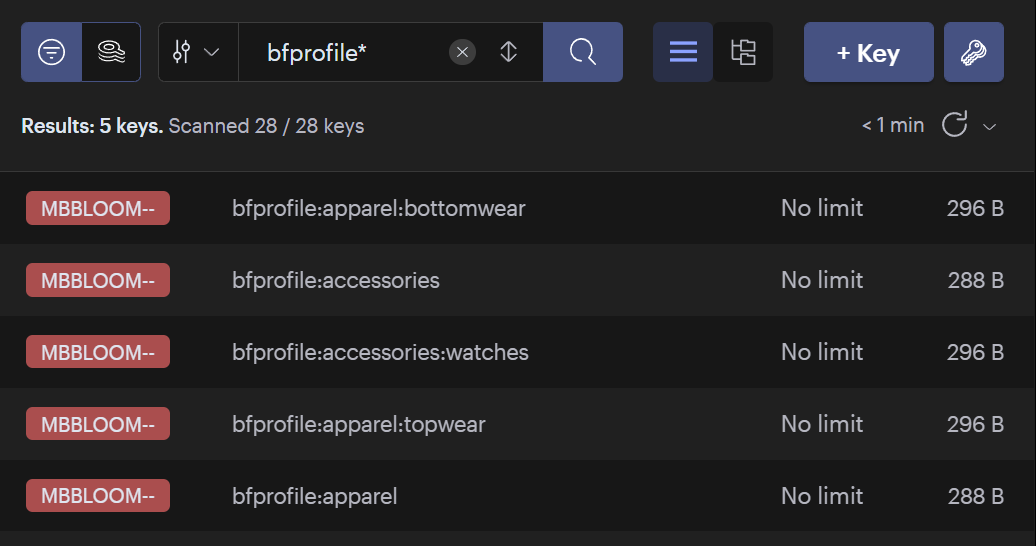 bfprofile*
+ Key
Results: 5 keys. Scanned 28 / 28 keys
< 1 min
MBBLOOM-- bfprofile:apparel:bottomwear No limit 296 B
MBBLOOM-- bfprofile:accessories No limit 288 B
MBBLOOM-- bfprofile:accessories:watches No limit 296 B
MBBLOOM-- bfprofile:apparel:topwear No limit 296 B
MBBLOOM-- bfprofile:apparel No limit 288 B